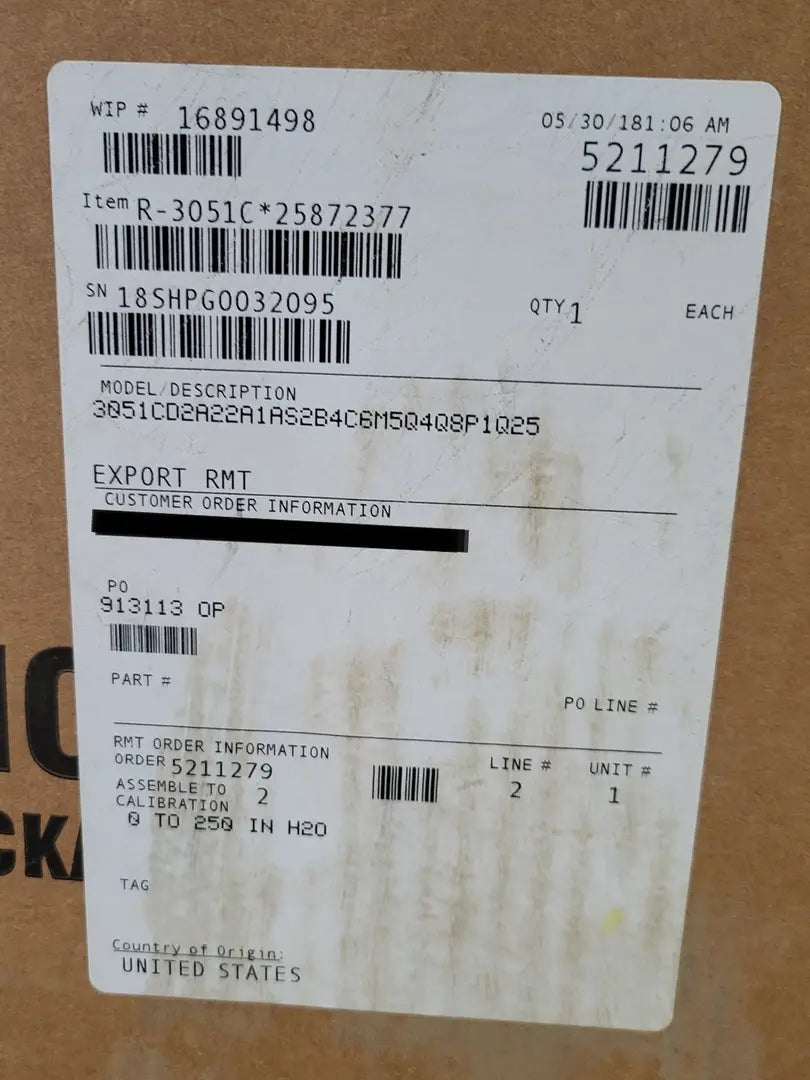 WIP # 16891498
05/30/181:06 AM
5211279
Item R-3051C*25872377
SN 18SHPG0032095
QTY 1 EACH
MODEL/DESCRIPTION
3051CD2A22A1AS2B4C6M5Q4Q8P1Q25
EXPORT RMT
CUSTOMER ORDER INFORMATION
PO
913113 OP
PART #
PO LINE #
RMT ORDER INFORMATION
ORDER 5211279
LINE # UNIT #
ASSEMBLE TO 2
2 1
CALIBRATION
0 TO 250 IN H2O
TAG
Country of Origin:
UNITED STATES